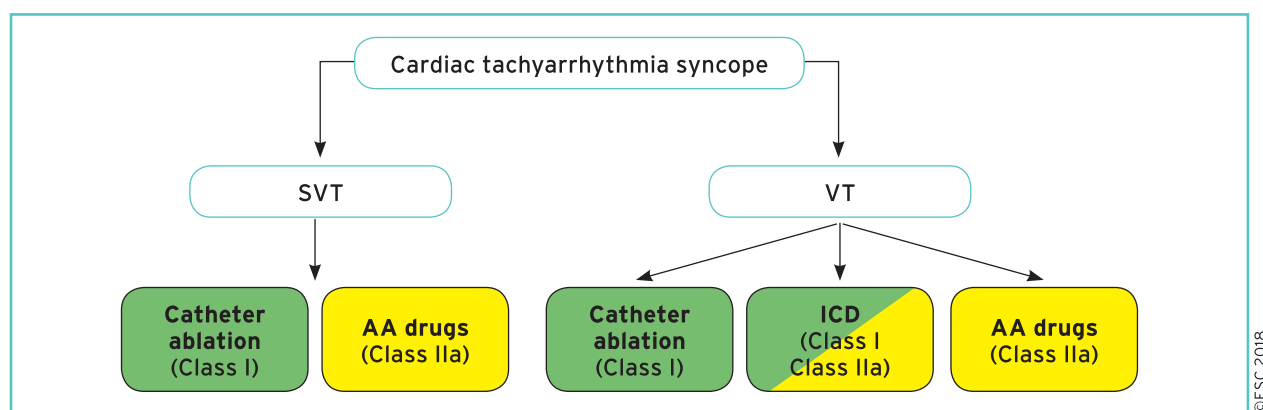 Cardiac tachyarrhythmia syncope
SVT
VT
Catheter
ablation
(Class I)
AA drugs
(Class IIa)
Catheter
ablation
(Class I)
ICD
(Class I
Class IIa)
AA drugs
(Class IIa)
©ESC 2018